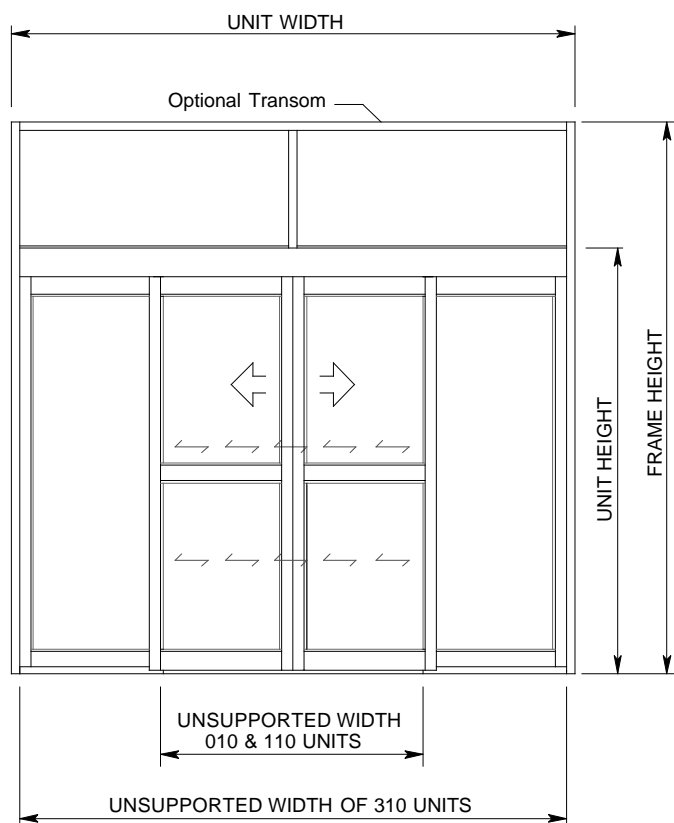 UNIT WIDTH
Optional Transom
UNIT HEIGHT
FRAME HEIGHT
UNSUPPORTED WIDTH
010 & 110 UNITS
UNSUPPORTED WIDTH OF 310 UNITS